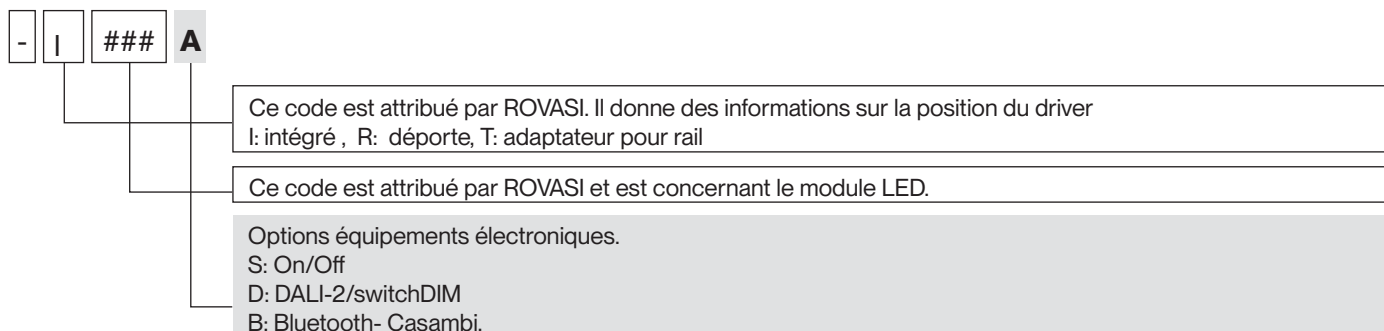 - I ### A
Ce code est attribué par ROVASI. Il donne des informations sur la position du driver
I: intégré , R: déporte, T: adaptateur pour rail
Ce code est attribué par ROVASI et est concernant le module LED.
Options équipements électroniques.
S: On/Off
D: DALI-2/switchDIM
B: Bluetooth- Casambi.